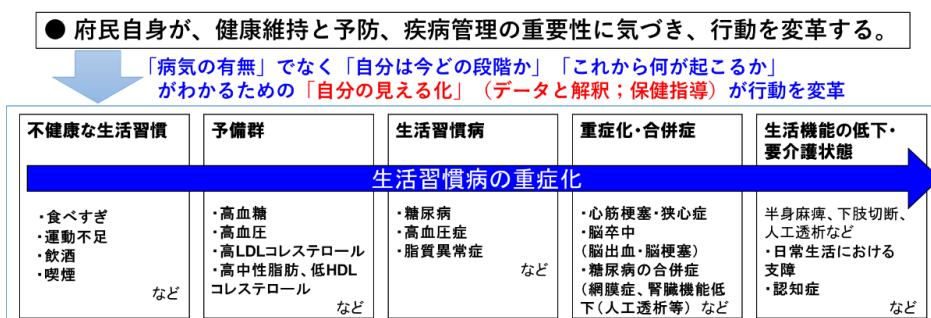 ● 府民自身が、健康維持と予防、疾病管理の重要性に気づき、行動を変革する。
「病気の有無」でなく「自分は今どの段階か」「これから何が起こるか」
がわかるための「自分の見える化」（データと解釈；保健指導）が行動を変革
不健康な生活習慣
予備群
生活習慣病
重症化・合併症
生活機能の低下・
要介護状態
生活習慣病の重症化
・食べすぎ
・運動不足
・飲酒
・喫煙
など
・高血糖
・高血圧
・高LDLコレステロール
・高中性脂肪、低HDL
コレステロール
など
・糖尿病
・高血圧症
・脂質異常症
など
・心筋梗塞・狭心症
・脳卒中
(脳出血・脳梗塞)
・糖尿病の合併症
(網膜症、腎臓機能低
下(人工透析等) など
半身麻痺、下肢切断、
人工透析など
・日常生活における
支障
・認知症
など